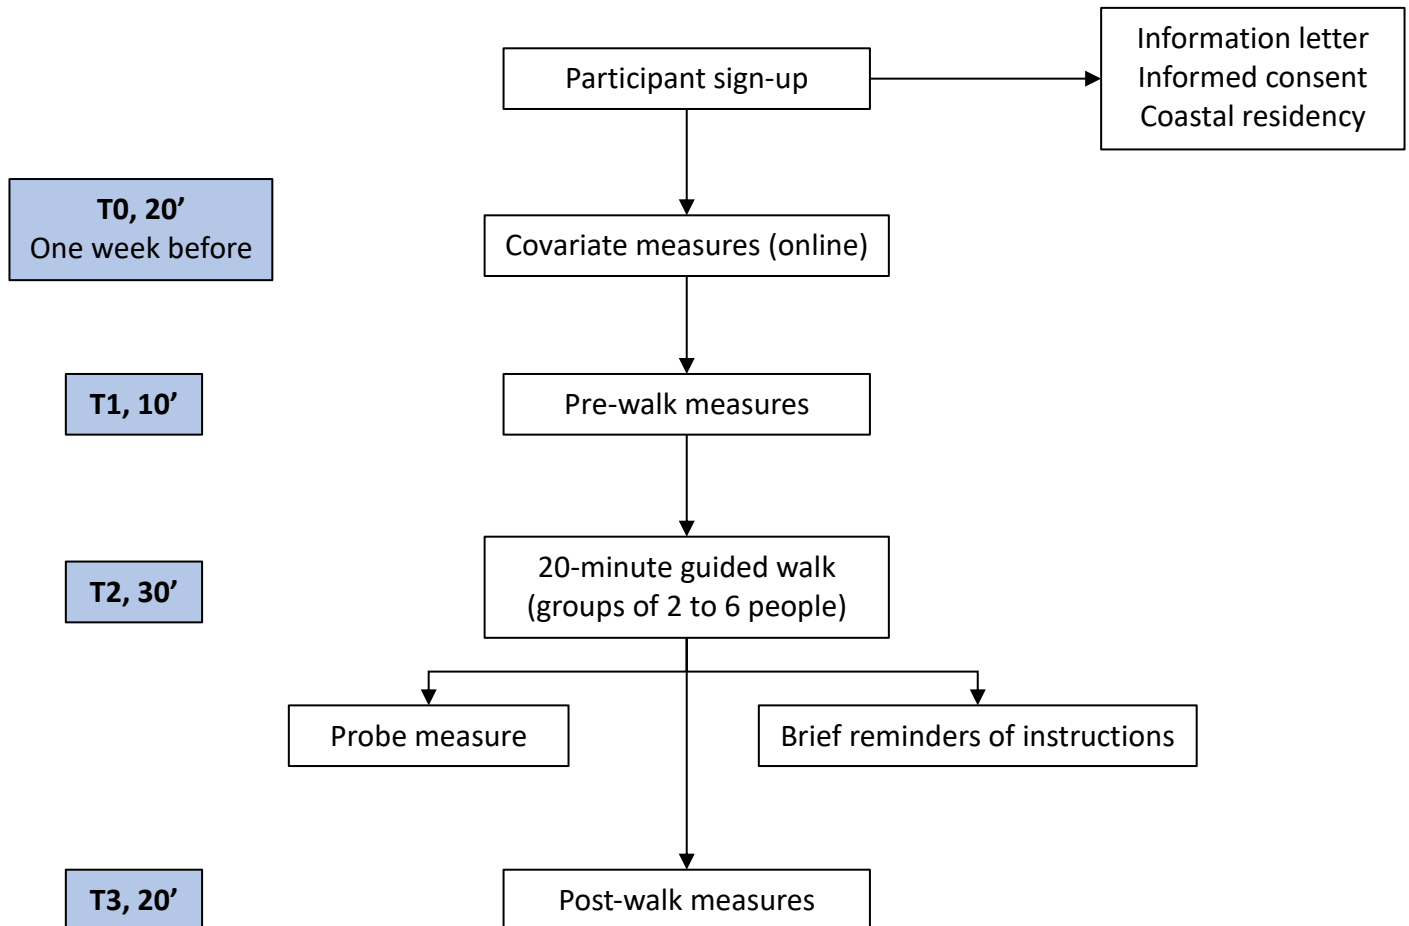 Participant sign-up
Information letter
Informed consent
Coastal residency
T0, 20’
One week before
Covariate measures (online)
T1, 10’
Pre-walk measures
T2, 30’
20-minute guided walk
(groups of 2 to 6 people)
Probe measure
Brief reminders of instructions
T3, 20’
Post-walk measures